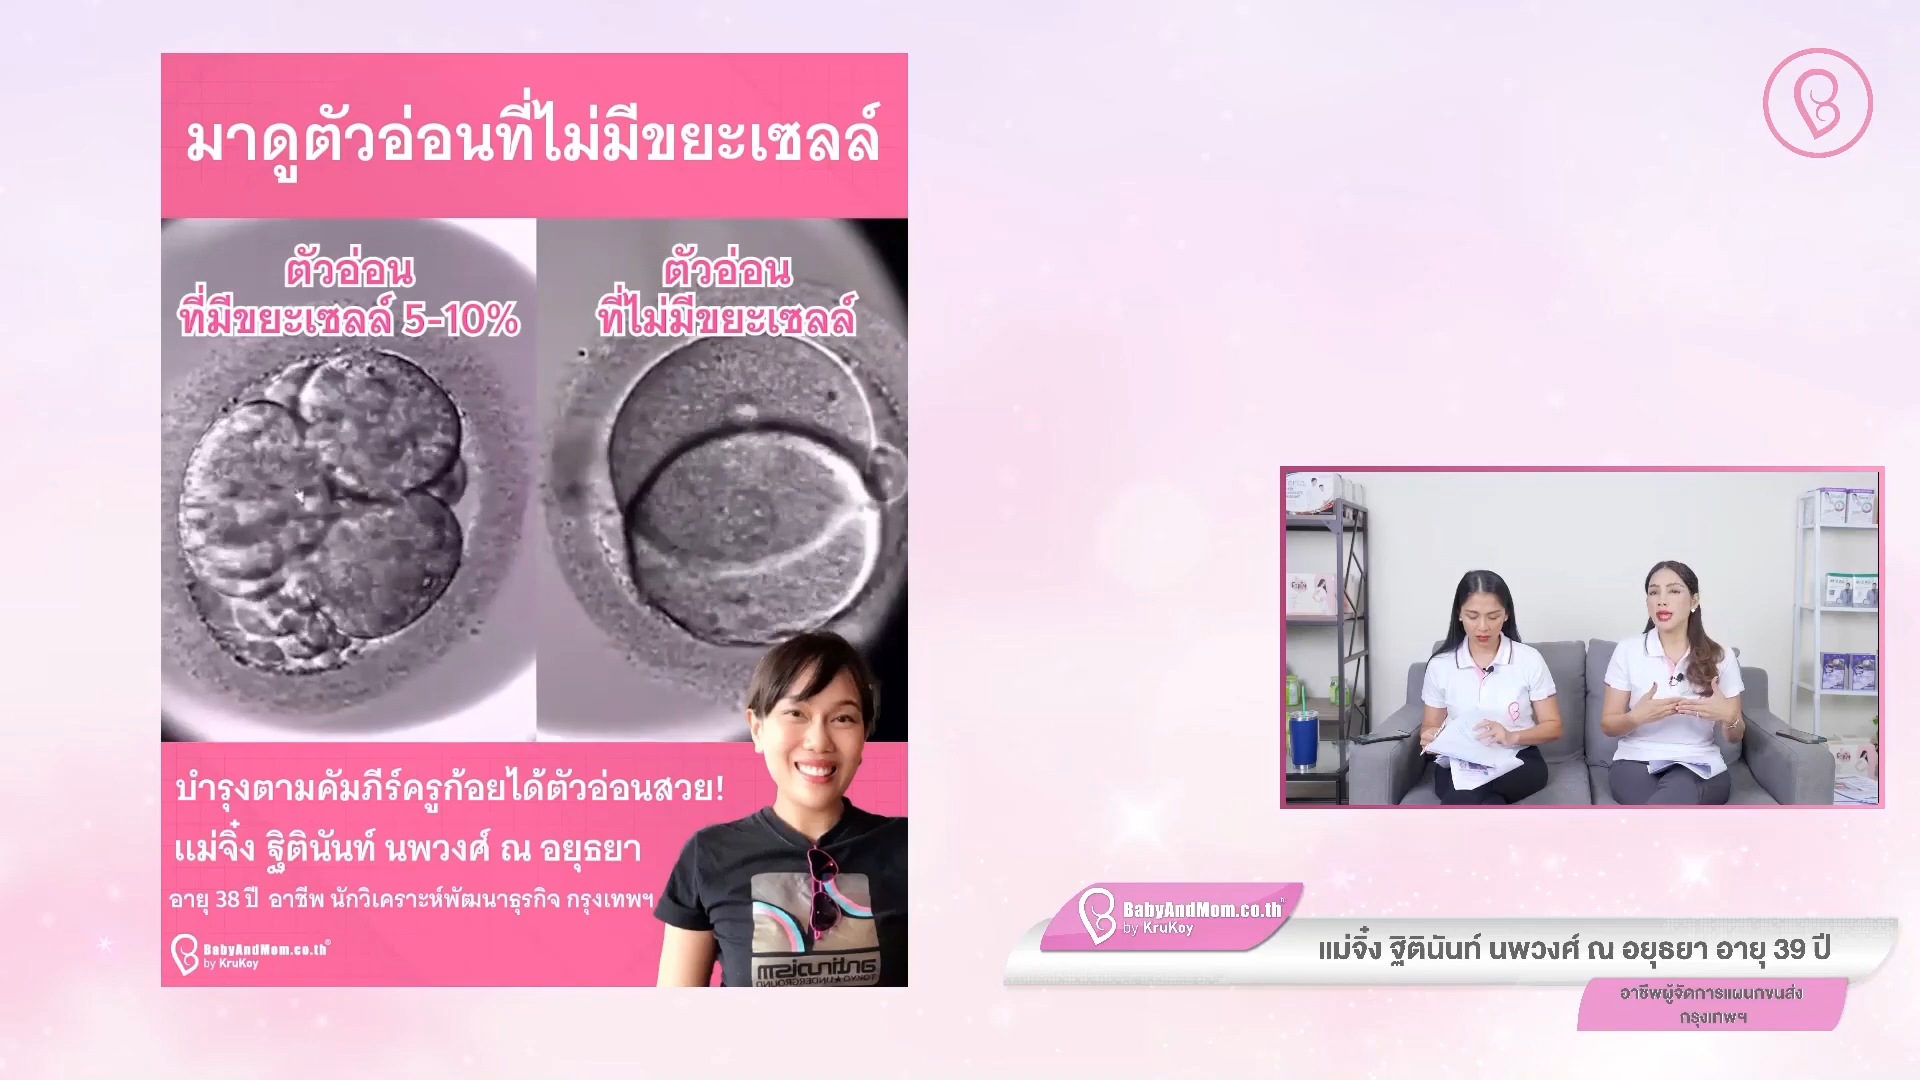 มาดูตัวอ่อนที่ไม่มีขยะเซลล์
ตัวอ่อน
ที่มีขยะเซลล์ 5-10%
ตัวอ่อน
ที่ไม่มีขยะเซลล์
บำรุงตามคัมภีร์ครูก้อยได้ตัวอ่อนสวย!
แม่จิ๋ง ฐิตินันท์ นพวงศ์ ณ อยุธยา
อายุ 38 ปี อาชีพ นักวิเคราะห์พัฒนาธุรกิจ กรุงเทพฯ
BabyAndMom.co.th®
by KruKoy
BabyAndMom.co.th
by KruKoy
แม่จิ๋ง ฐิตินันท์ นพวงศ์ ณ อยุธยา อายุ 39 ปี
อาชีพผู้จัดการแผนกขนส่ง
กรุงเทพฯ